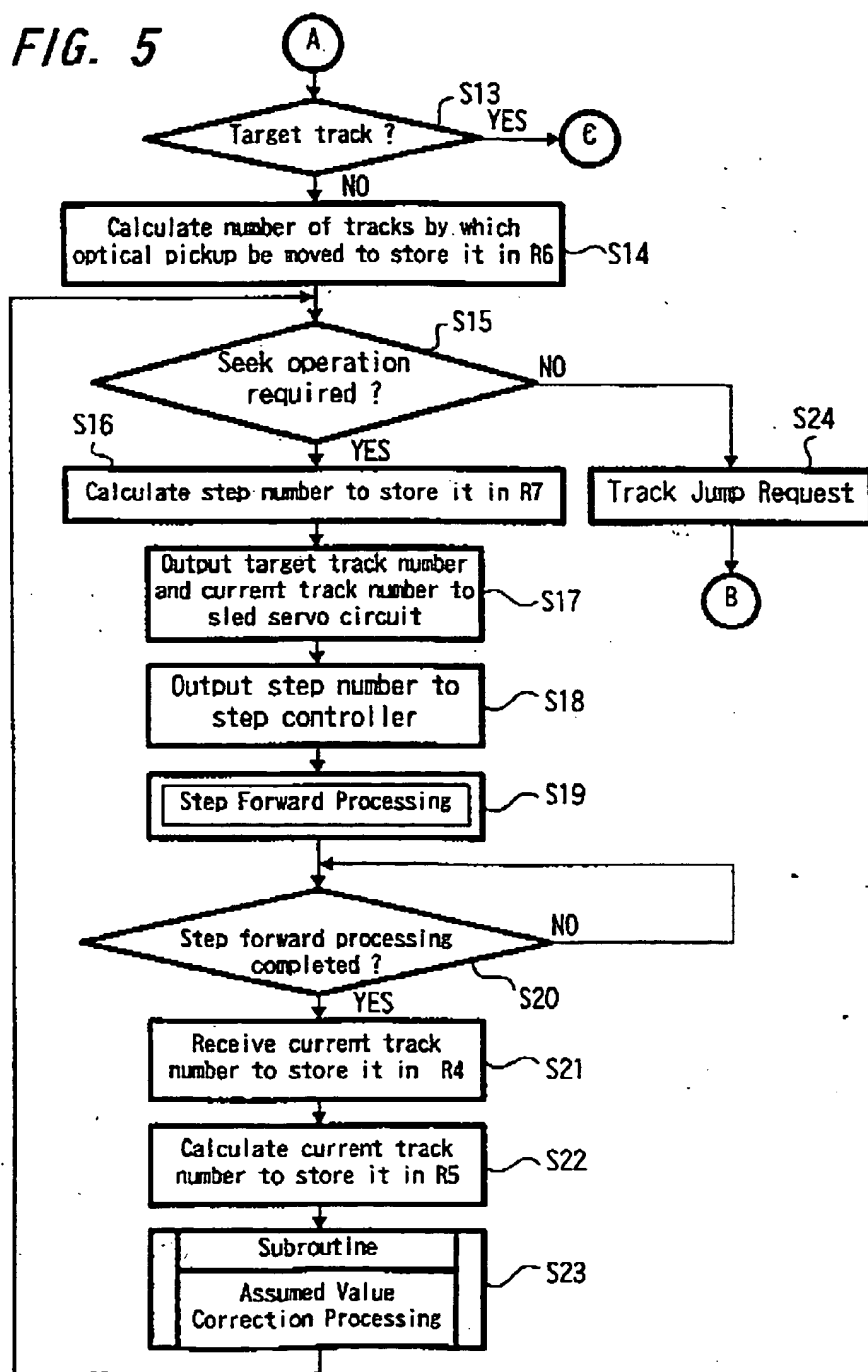 FIG. 5
A
S13
Target track ?
YES
C
NO
Calculate number of tracks by which
optical pickup be moved to store it in R6
S14
S15
Seek operation
required ?
NO
S16
YES
S24
Calculate step number to store it in R7
Track Jump Request
Output target track number
and current track number to
sled servo circuit
S17
B
Output step number to
step controller
S18
Step Forward Processing
S19
Step forward processing
completed ?
NO
S20
YES
Receive current track
number to store it in R4
S21
Calculate current track
number to store it in R5
S22
Subroutine
Assumed Value
Correction Processing
S23